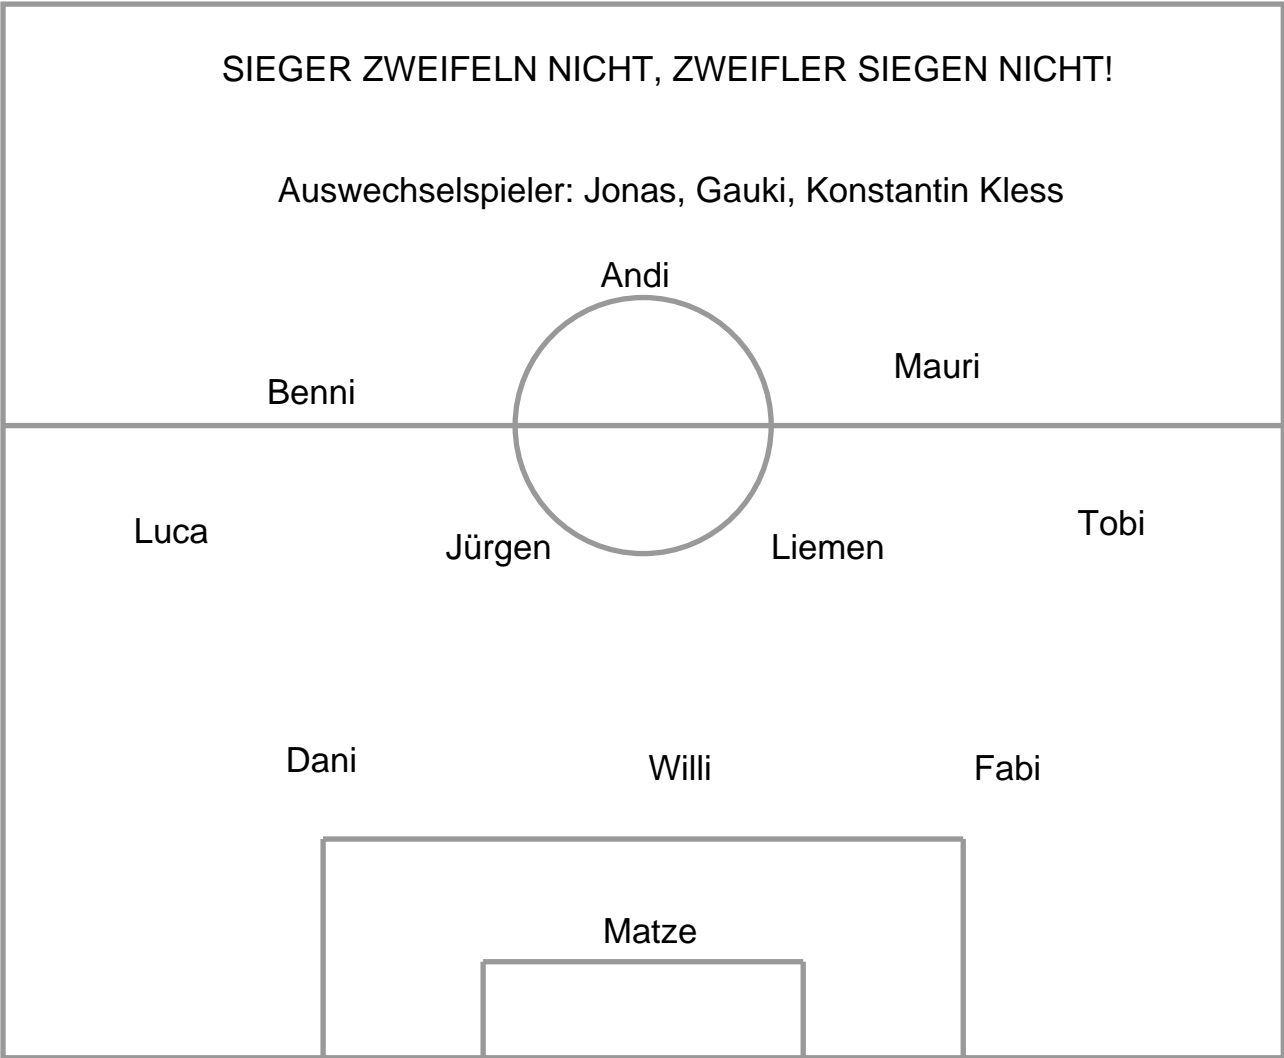 SIEGER ZWEIFELN NICHT, ZWEIFLER SIEGEN NICHT!
Auswechselspieler: Jonas, Gauki, Konstantin Kless
Andi
Benni
Mauri
Luca
Jürgen
Liemen
Tobi
Dani
Willi
Fabi
Matze